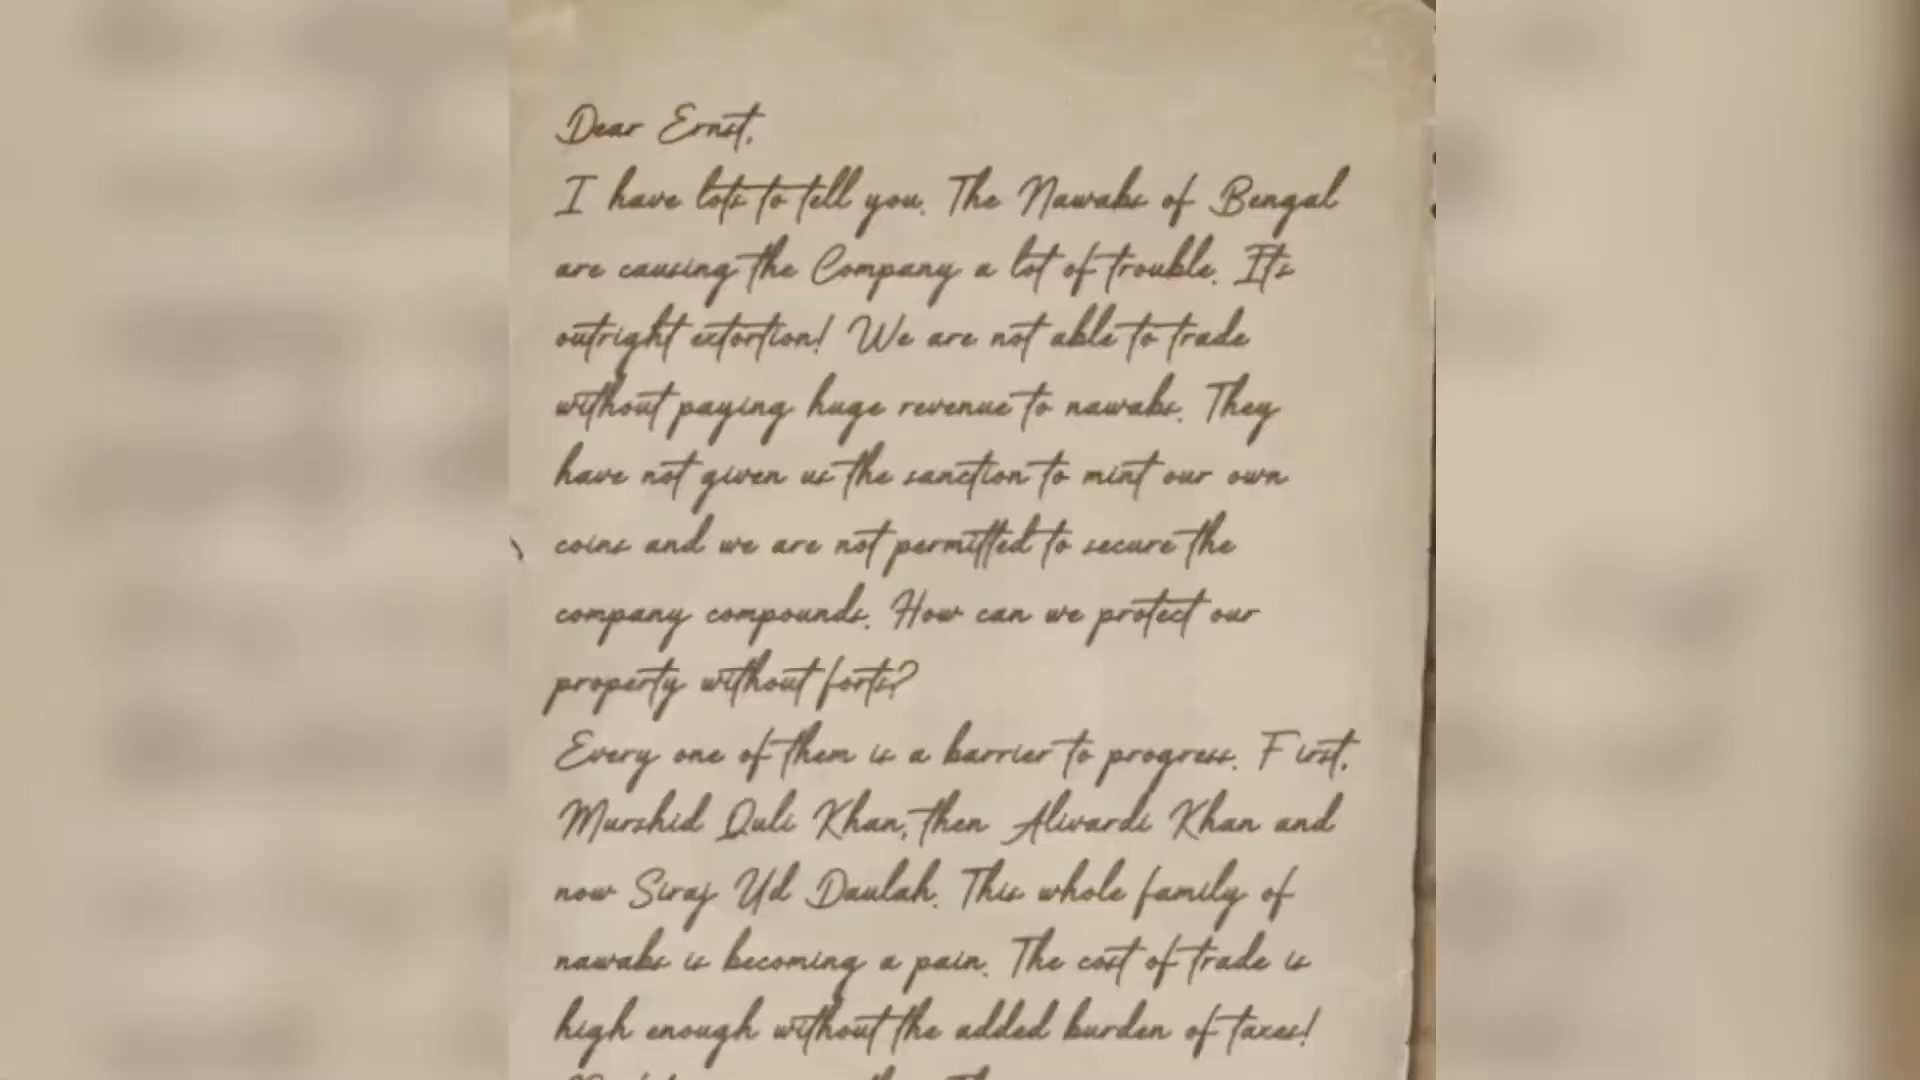 Dear Ernst,
I have lots to tell you. The Nawabs of Bengal
are causing the Company a lot of trouble. Its
outright extortion! We are not able to trade
without paying huge revenue to nawabs. They
have not given us the sanction to mint our own
coins and we are not permitted to secure the
company compounds. How can we protect our
property without forts?
Every one of them is a barrier to progress. First,
Murshid Quli Khan, then Alivardi Khan and
now Siraj Ud Daulah. This whole family of
nawabs is becoming a pain. The cost of trade is
high enough without the added burden of taxes!